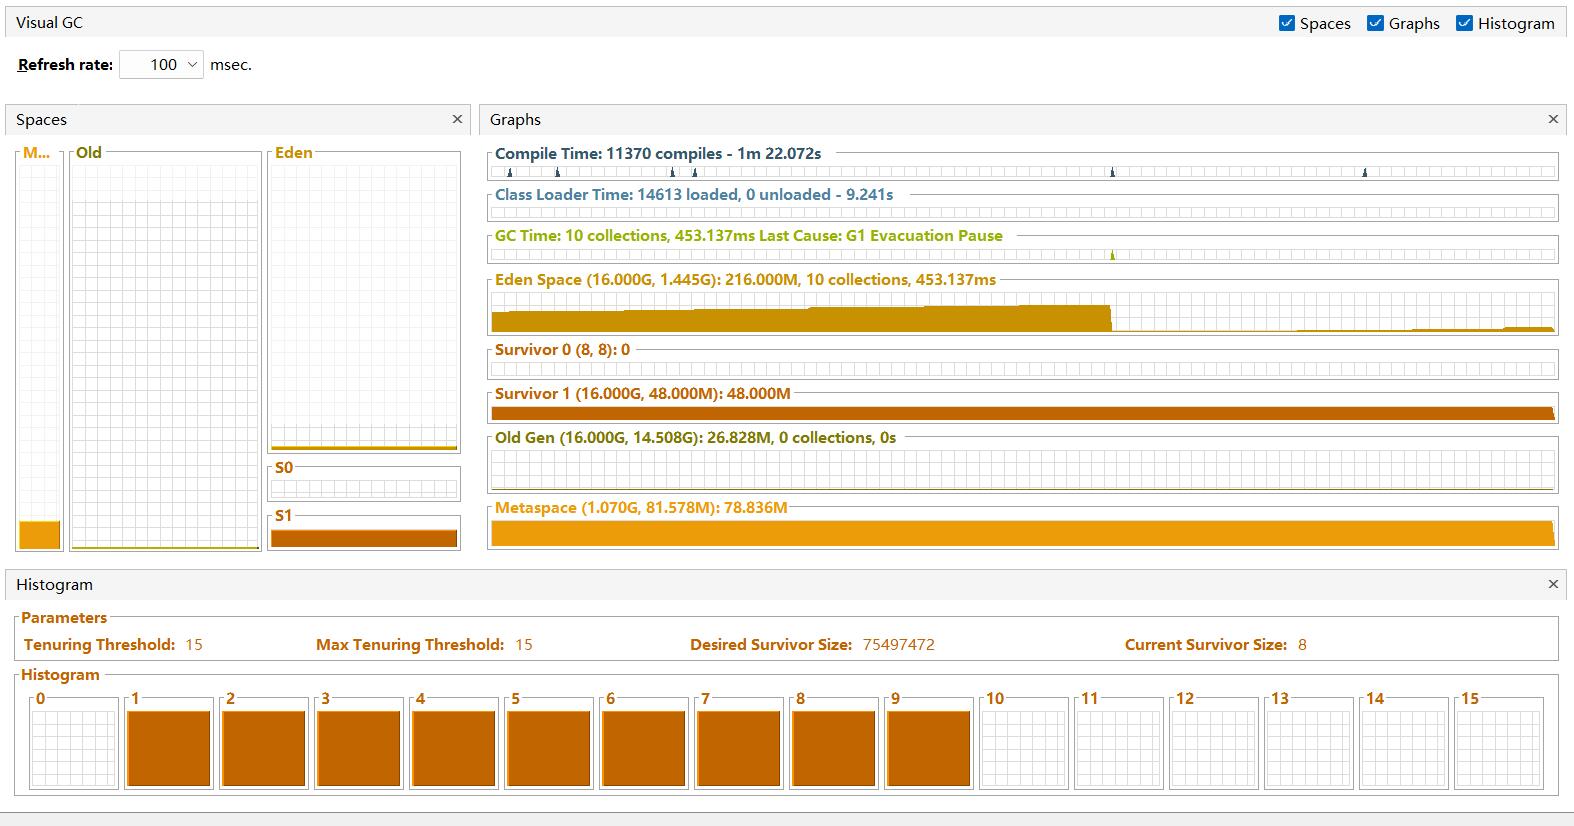 Visual GC
Spaces Graphs Histogram
Refresh rate: 100 msec.
Spaces
M...
Old
Eden
S0
S1
Graphs
Compile Time: 11370 compiles - 1m 22.072s
Class Loader Time: 14613 loaded, 0 unloaded - 9.241s
GC Time: 10 collections, 453.137ms Last Cause: G1 Evacuation Pause
Eden Space (16.000G, 1.445G): 216.000M, 10 collections, 453.137ms
Survivor 0 (8, 8): 0
Survivor 1 (16.000G, 48.000M): 48.000M
Old Gen (16.000G, 14.508G): 26.828M, 0 collections, 0s
Metaspace (1.070G, 81.578M): 78.836M
Histogram
Parameters
Tenuring Threshold: 15 Max Tenuring Threshold: 15 Desired Survivor Size: 75497472 Current Survivor Size: 8
Histogram
0 1 2 3 4 5 6 7 8 9 10 11 12 13 14 15